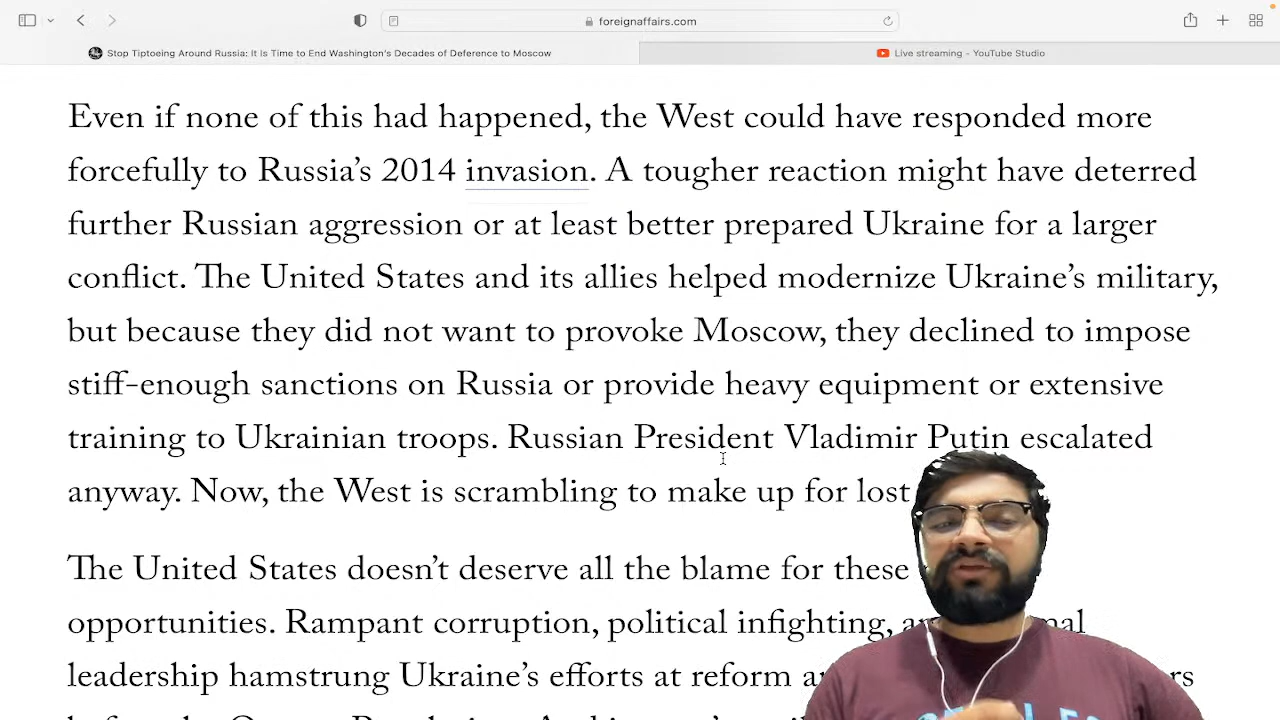 foreignaffairs.com
Stop Tiptoeing Around Russia: It Is Time to End Washington's Decades of Deference to Moscow
Live streaming - YouTube Studio
Even if none of this had happened, the West could have responded more
forcefully to Russia’s 2014 invasion. A tougher reaction might have deterred
further Russian aggression or at least better prepared Ukraine for a larger
conflict. The United States and its allies helped modernize Ukraine’s military,
but because they did not want to provoke Moscow, they declined to impose
stiff-enough sanctions on Russia or provide heavy equipment or extensive
training to Ukrainian troops. Russian President Vladimir Putin escalated
anyway. Now, the West is scrambling to make up for lost
The United States doesn’t deserve all the blame for these
opportunities. Rampant corruption, political infighting,
leadership hamstrung Ukraine’s efforts at reform